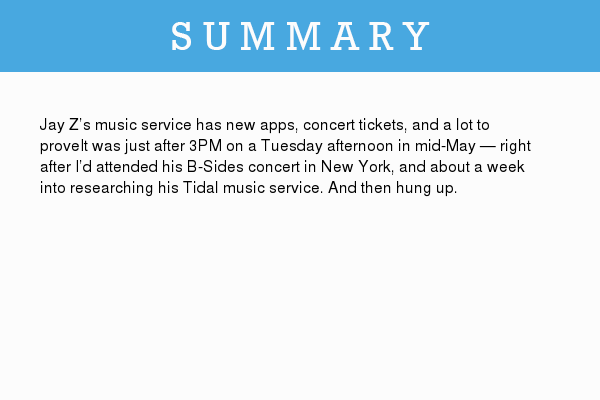 SUMMARY
Jay Z's music service has new apps, concert tickets, and a lot to
proveIt was just after 3PM on a Tuesday afternoon in mid-May — right
after I'd attended his B-Sides concert in New York, and about a week
into researching his Tidal music service. And then hung up.